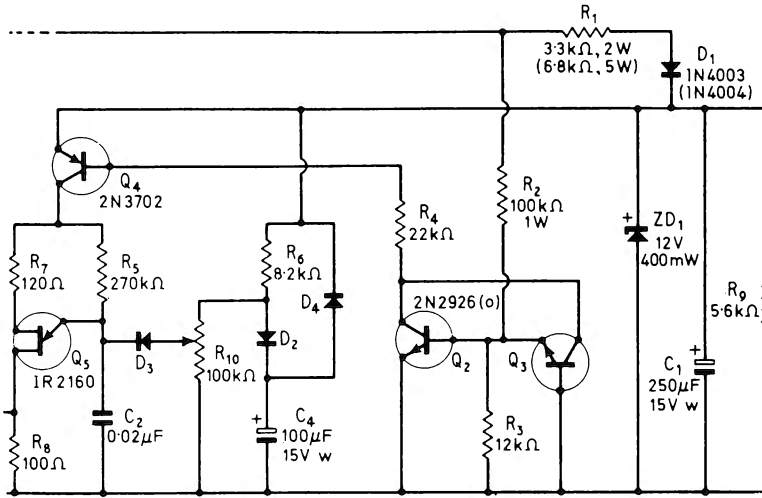 R1
3.3kΩ, 2W
(6.8kΩ, 5W)
D1
1N4003
(1N4004)
Q4
2N3702
R4
22kΩ
R2
100kΩ
1W
+
ZD1
12V
400mW
R7
120Ω
R5
270kΩ
R6
8.2kΩ
D4
2N2926(o)
R9
5.6kΩ
Q5
IR2160
D3
R10
100kΩ
D2
Q2
Q3
+
C1
250µF
15V w
R8
100Ω
C2
0·02µF
+
C4
100µF
15V w
R3
12kΩ